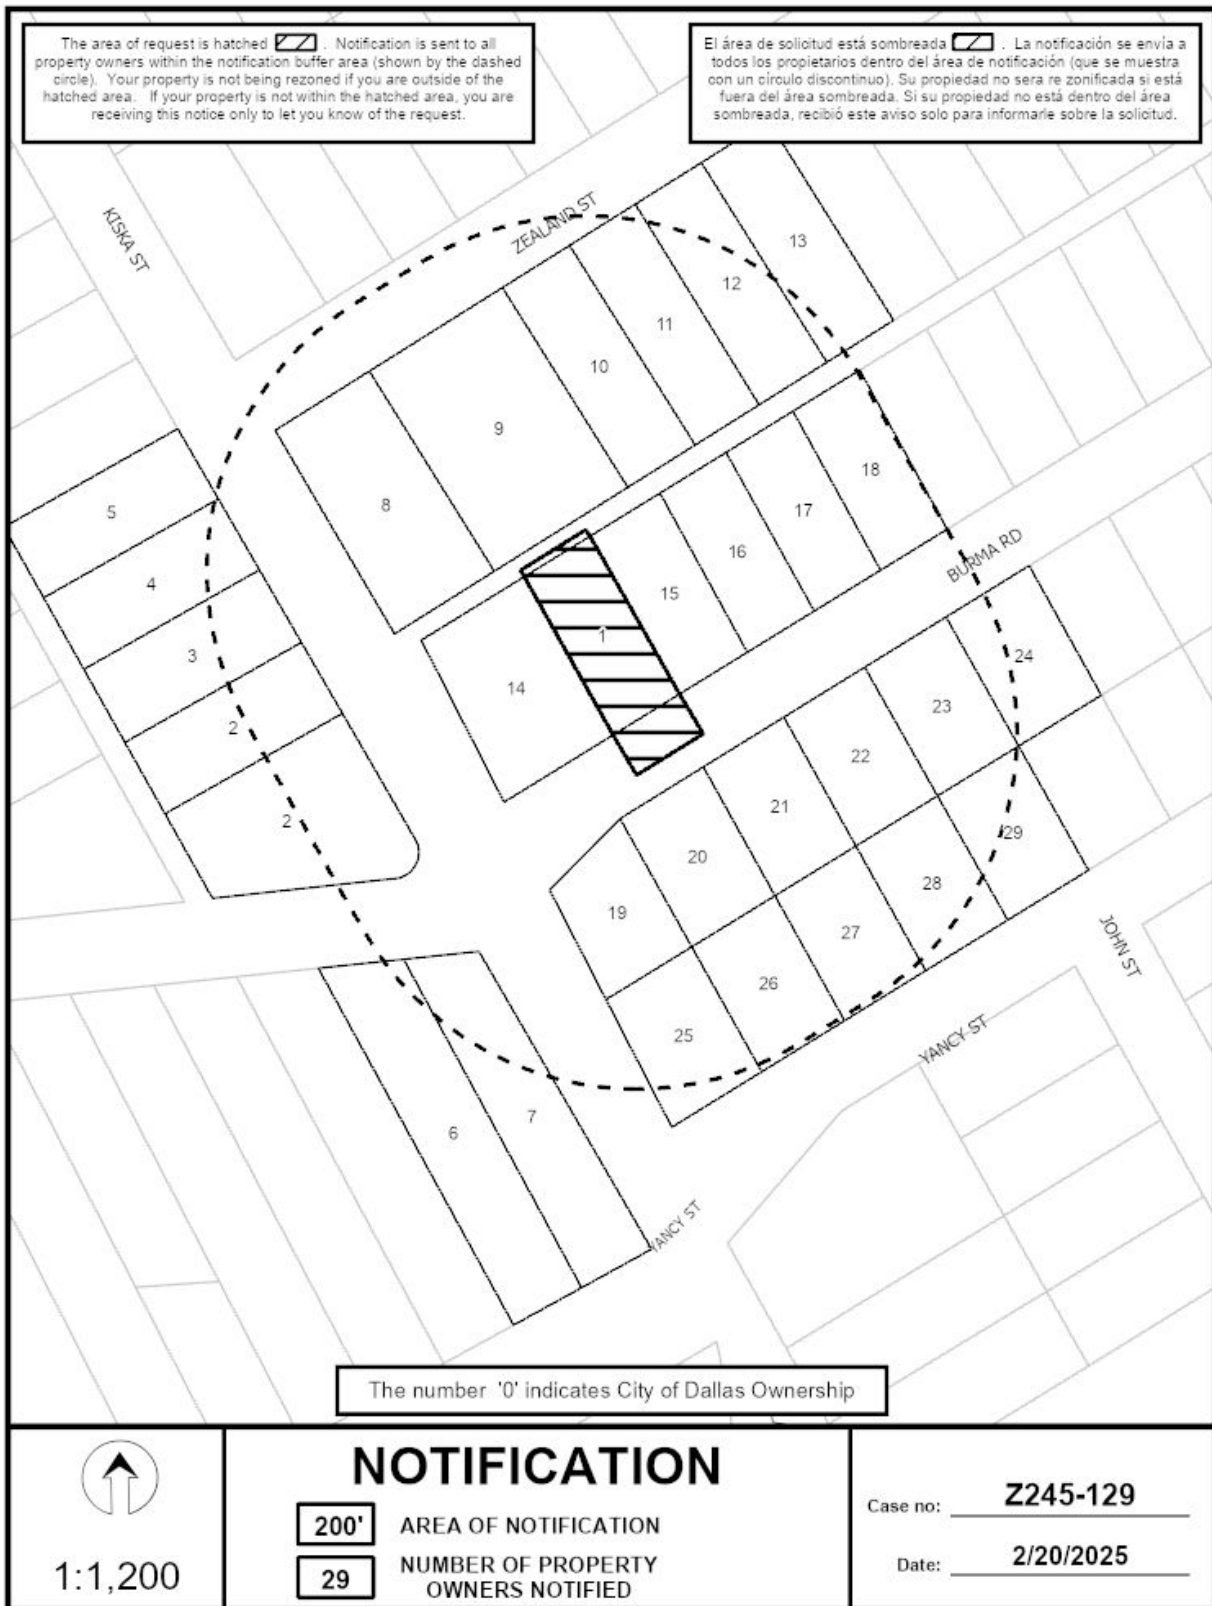 The area of request is hatched . Notification is sent to all
property owners within the notification buffer area (shown by the dashed
circle). Your property is not being rezoned if you are outside of the
hatched area. If your property is not within the hatched area, you are
receiving this notice only to let you know of the request.
El área de solicitud está sombreada . La notificación se envía a
todos los propietarios dentro del área de notificación (que se muestra
con un círculo discontinuo). Su propiedad no sera re zonificada si está
fuera del área sombreada. Si su propiedad no está dentro del área
sombreada, recibió este aviso solo para informarle sobre la solicitud.
KISKA ST
ZEALAND ST
13
12
11
10
9
8
5
4
3
2
2
18
17
16
15
1
14
BURMA RD
24
23
22
21
20
19
29
28
27
26
25
JOHN ST
YANCY ST
6
7
YANCY ST
The number '0' indicates City of Dallas Ownership
1:1,200
NOTIFICATION
200' AREA OF NOTIFICATION
29 NUMBER OF PROPERTY
OWNERS NOTIFIED
Case no: Z245-129
Date: 2/20/2025